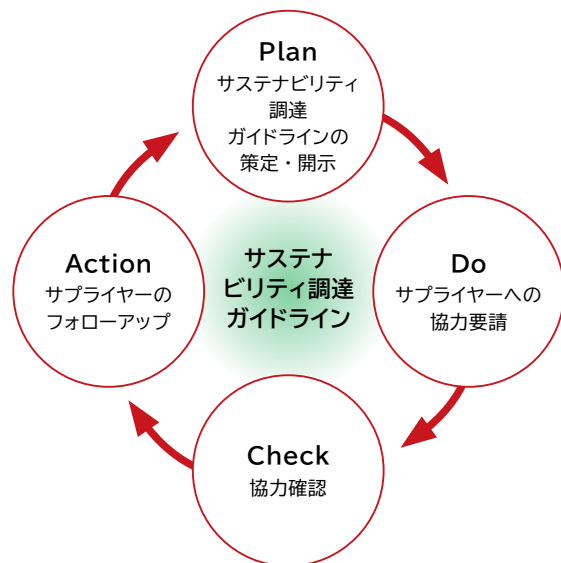 Plan
サステナビリティ
調達
ガイドラインの
策定・開示
Action
サプライヤーの
フォローアップ
サステナ
ビリティ調達
ガイドライン
Do
サプライヤーへの
協力要請
Check
協力確認